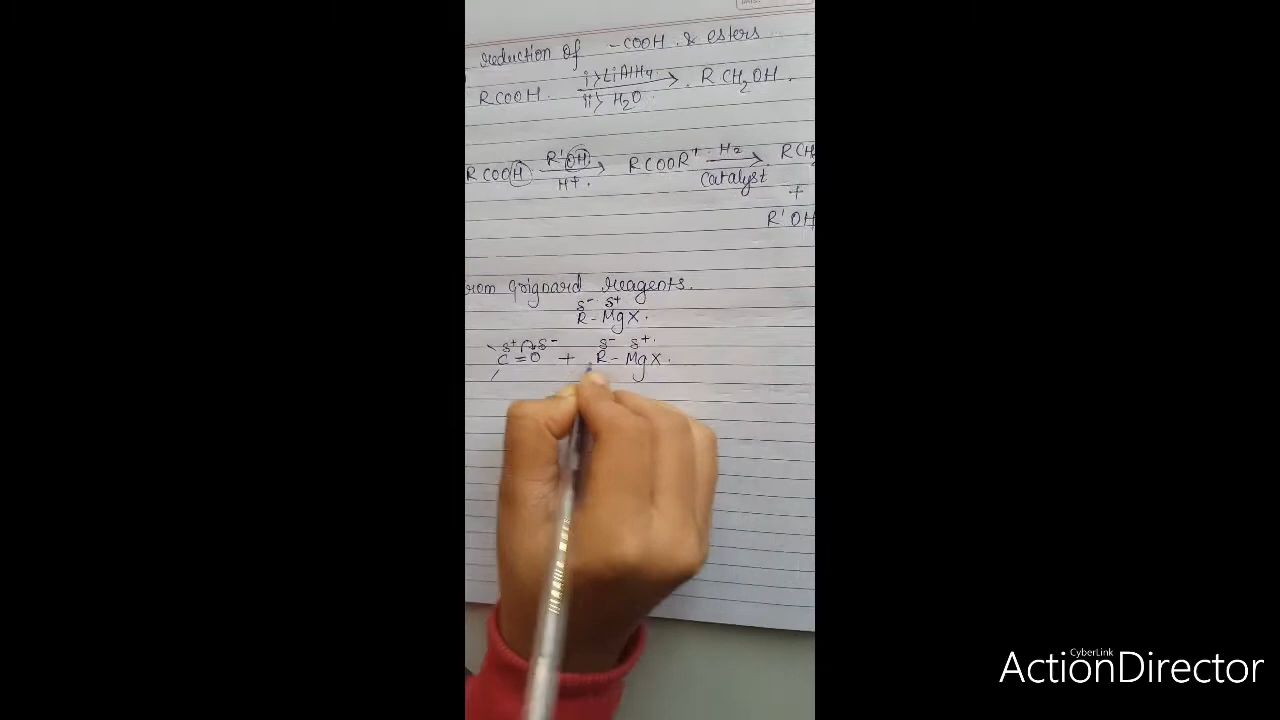 reduction of -COOH & esters
RCOOH. i> LiAlH4 ii> H2O → RCH2OH.
RCOOH R'OH H+. → RCOOR' H2 Catalyst → RCH
+
R'OH
rom Grignard reagents.
δ- δ+
R-MgX.
δ+ δ- δ- δ+
C=O + R-MgX.
CyberLink
ActionDirector